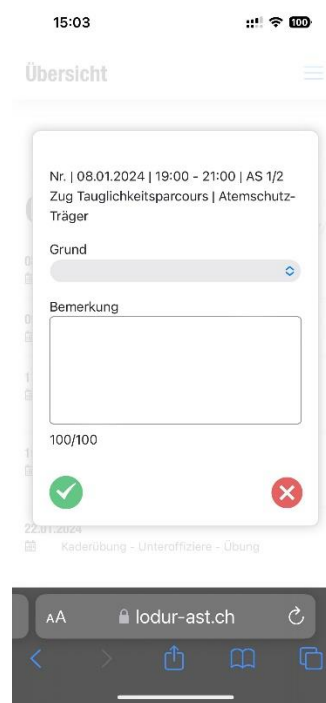 15:03
100
Übersicht
Nr. | 08.01.2024 | 19:00 - 21:00 | AS 1/2
Zug Tauglichkeitsparcours | Atemschutz-
Träger
Grund
Bemerkung
100/100
22.01.2024
Kaderübung - Unteroffiziere - Übung
AA
lodur-ast.ch